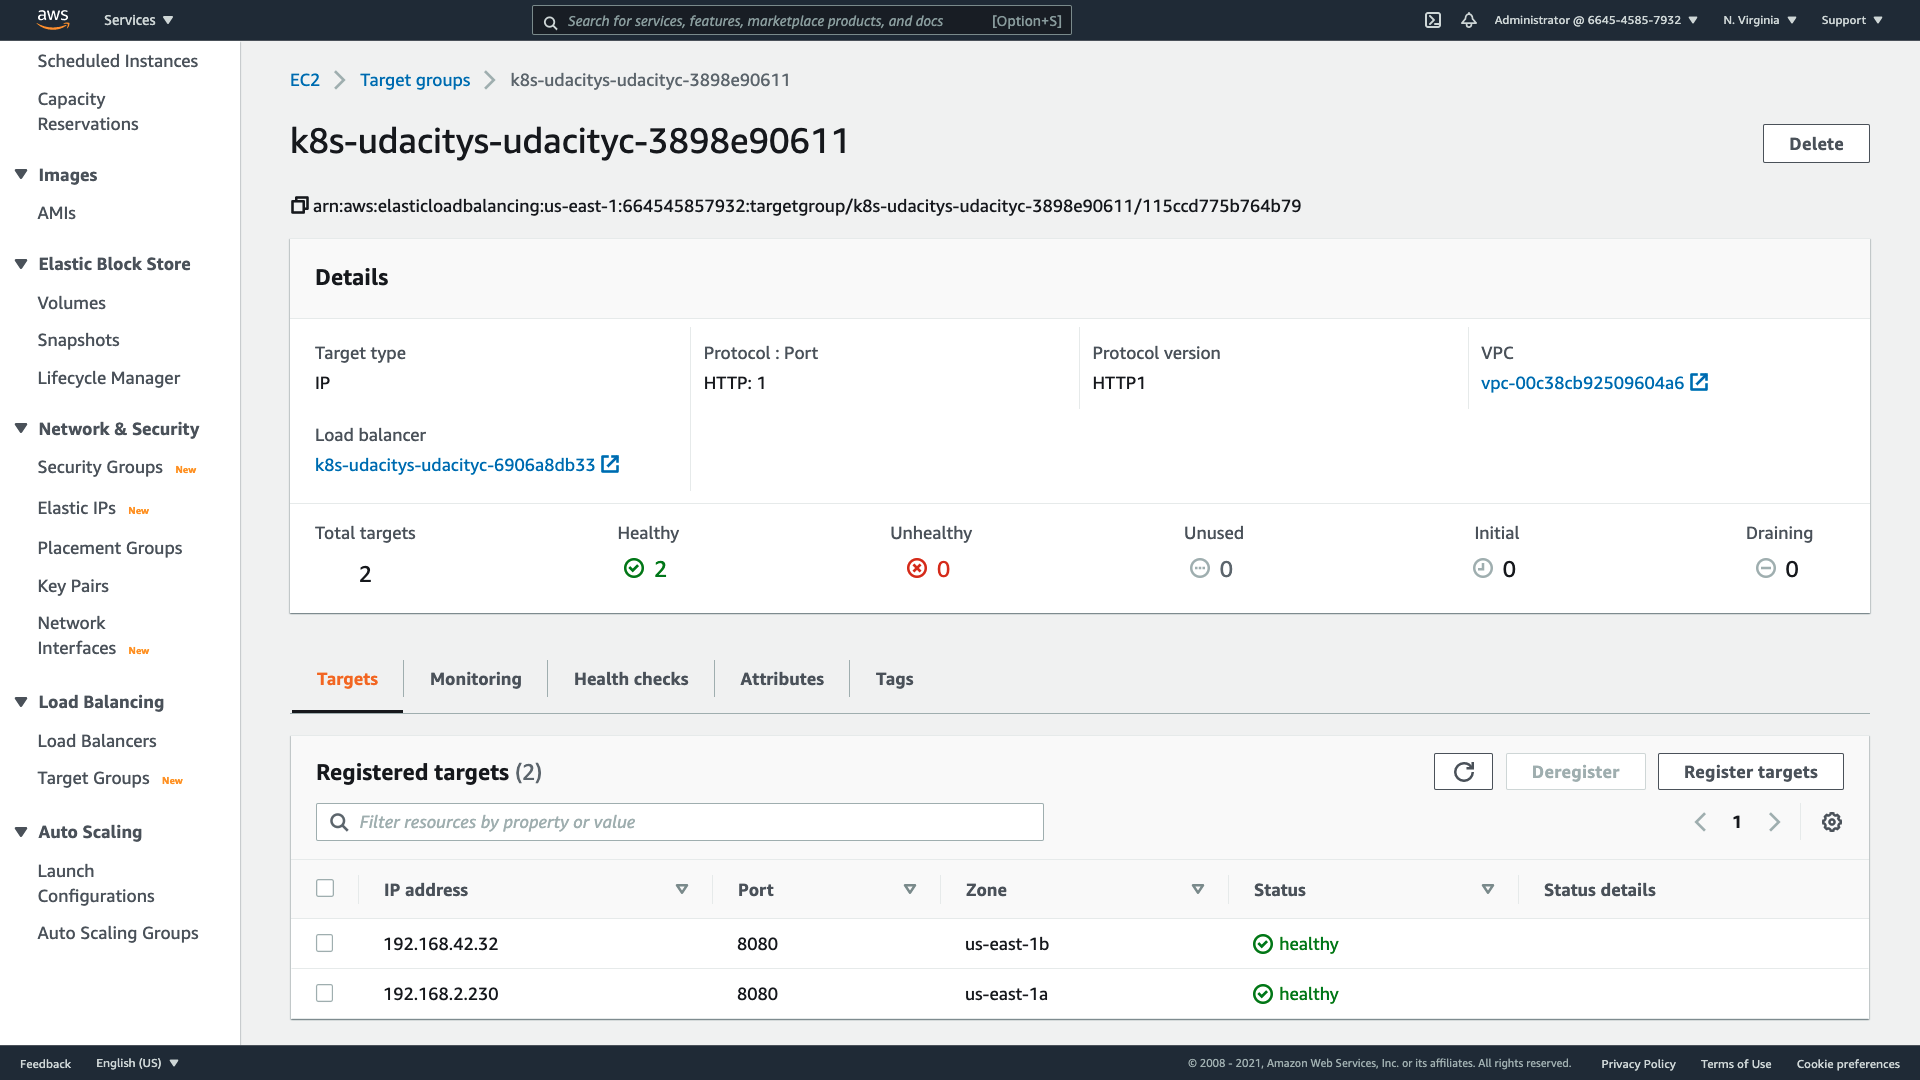 aws
Services
Search for services, features, marketplace products, and docs [Option+S]
Administrator @ 6645-4585-7932
N. Virginia
Support
Scheduled Instances
Capacity
Reservations
Images
AMIs
Elastic Block Store
Volumes
Snapshots
Lifecycle Manager
Network & Security
Security Groups New
Elastic IPs New
Placement Groups
Key Pairs
Network
Interfaces New
Load Balancing
Load Balancers
Target Groups New
Auto Scaling
Launch
Configurations
Auto Scaling Groups
EC2 Target groups k8s-udacitys-udacityc-3898e90611
k8s-udacitys-udacityc-3898e90611
Delete
arn:aws:elasticloadbalancing:us-east-1:664545857932:targetgroup/k8s-udacitys-udacityc-3898e90611/115ccd775b764b79
Details
Target type Protocol : Port Protocol version VPC
IP HTTP: 1 HTTP1 vpc-00c38cb92509604a6
Load balancer
k8s-udacitys-udacityc-6906a8db33
Total targets Healthy Unhealthy Unused Initial Draining
2 2 0 0 0 0
Targets Monitoring Health checks Attributes Tags
Registered targets (2)
Deregister Register targets
Filter resources by property or value
1
IP address Port Zone Status Status details
192.168.42.32 8080 us-east-1b healthy
192.168.2.230 8080 us-east-1a healthy
Feedback English (US) © 2008 - 2021, Amazon Web Services, Inc. or its affiliates. All rights reserved. Privacy Policy Terms of Use Cookie preferences